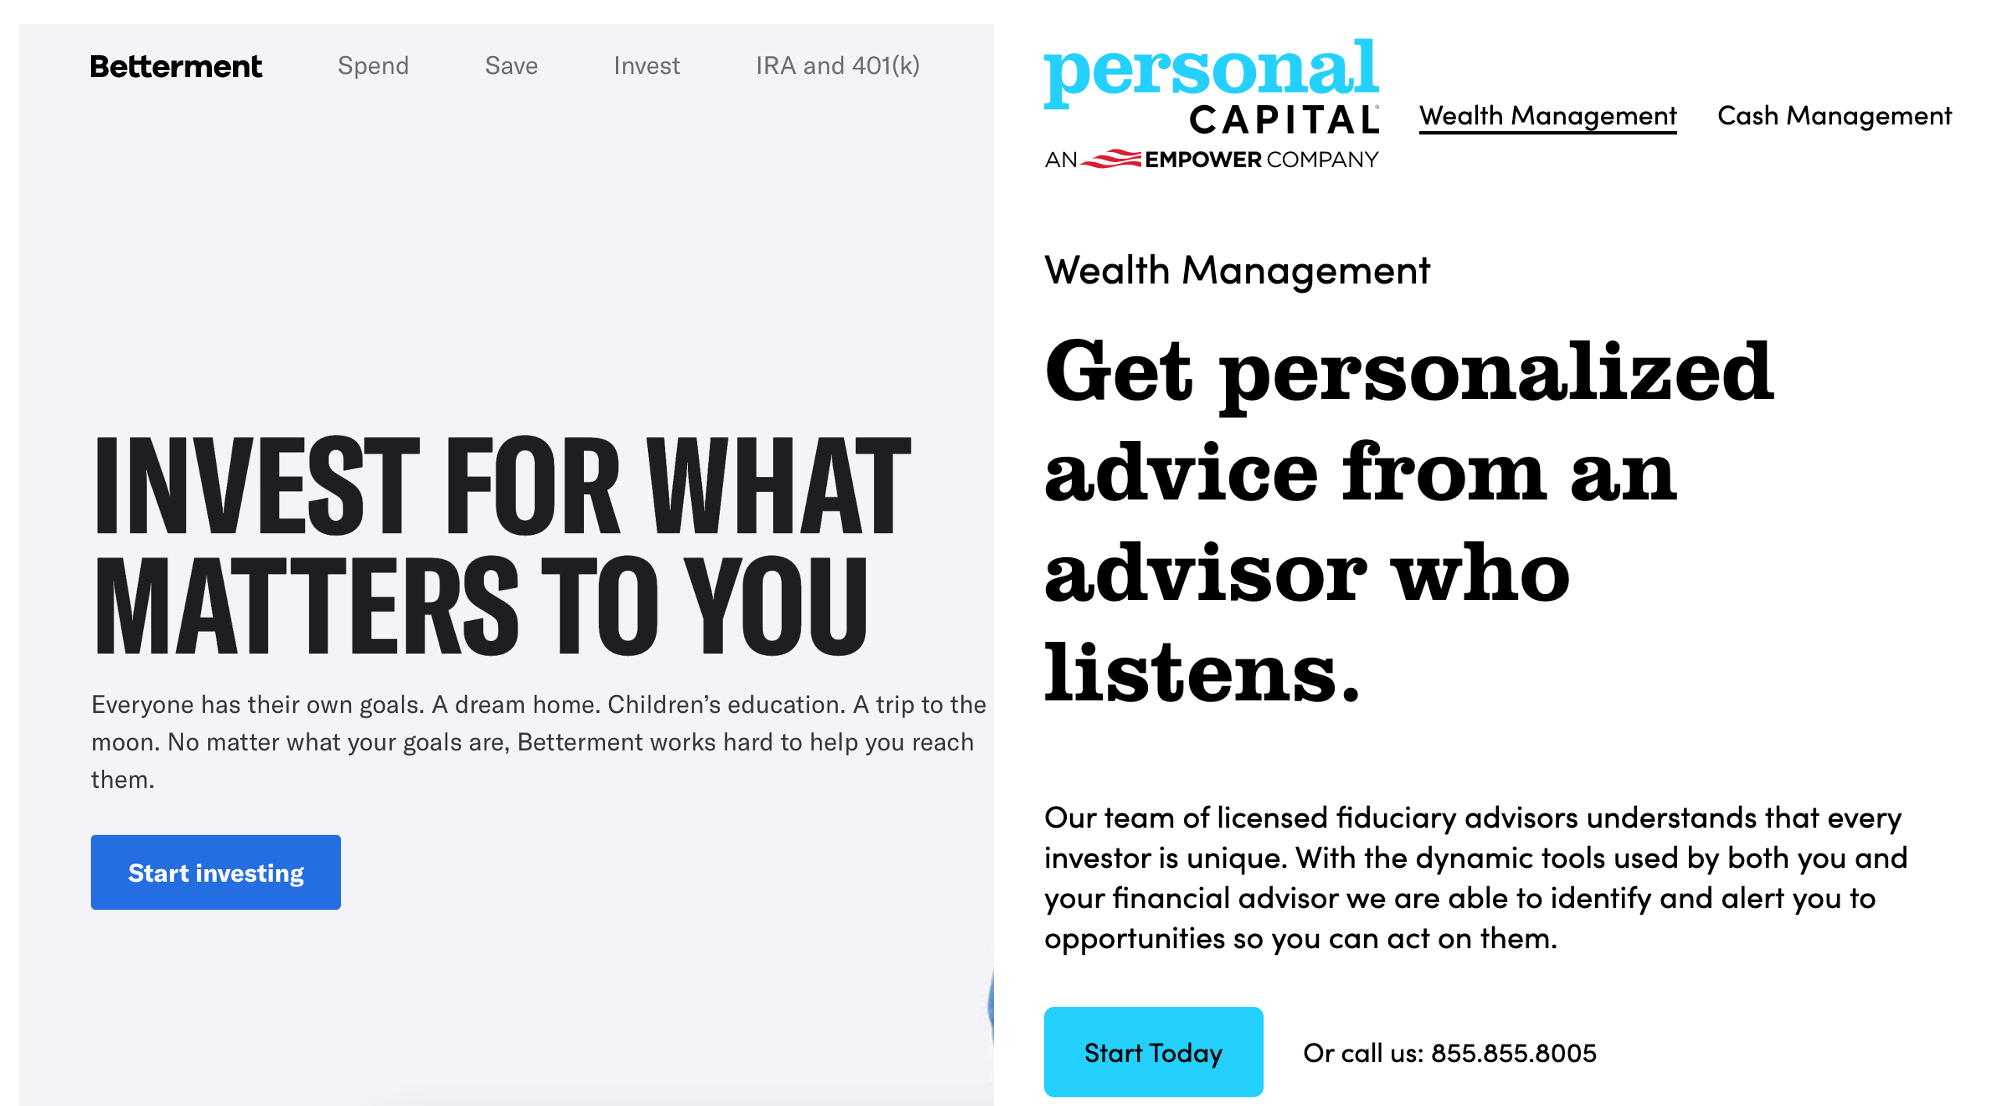 Betterment Spend Save Invest IRA and 401(k)
INVEST FOR WHAT
MATTERS TO YOU
Everyone has their own goals. A dream home. Children’s education. A trip to the
moon. No matter what your goals are, Betterment works hard to help you reach
them.
Start investing
personal
CAPITAL®
AN EMPOWER COMPANY
Wealth Management Cash Management
Wealth Management
Get personalized
advice from an
advisor who
listens.
Our team of licensed fiduciary advisors understands that every
investor is unique. With the dynamic tools used by both you and
your financial advisor we are able to identify and alert you to
opportunities so you can act on them.
Start Today Or call us: 855.855.8005